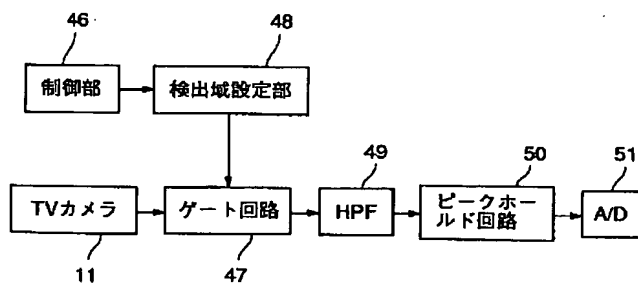 46
48
制御部
検出域設定部
49
50
51
TVカメラ
ゲート回路
HPF
ピークホー
ルド回路
A/D
11
47